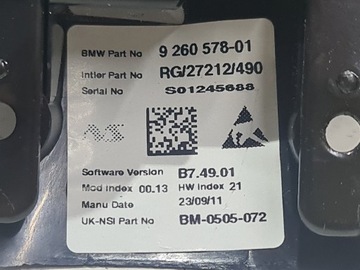 BMW Part No 9 260 578-01
Intier Part No RG/27212/490
Serial No S01245688
Software Version B7.49.01
Mod Index 00.13 HW Index 21
Manu Date 23/09/11
UK-NSI Part No BM-0505-072